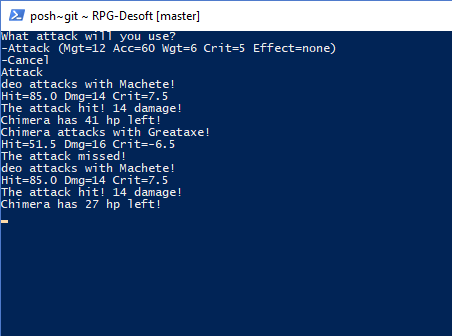 posh~git ~ RPG-Desoft [master]
What attack will you use?
-Attack (Mgt=12 Acc=60 Wgt=6 Crit=5 Effect=none)
-Cancel
Attack
deo attacks with Machete!
Hit=85.0 Dmg=14 Crit=7.5
The attack hit! 14 damage!
Chimera has 41 hp left!
Chimera attacks with Greataxe!
Hit=51.5 Dmg=16 Crit=-6.5
The attack missed!
deo attacks with Machete!
Hit=85.0 Dmg=14 Crit=7.5
The attack hit! 14 damage!
Chimera has 27 hp left!